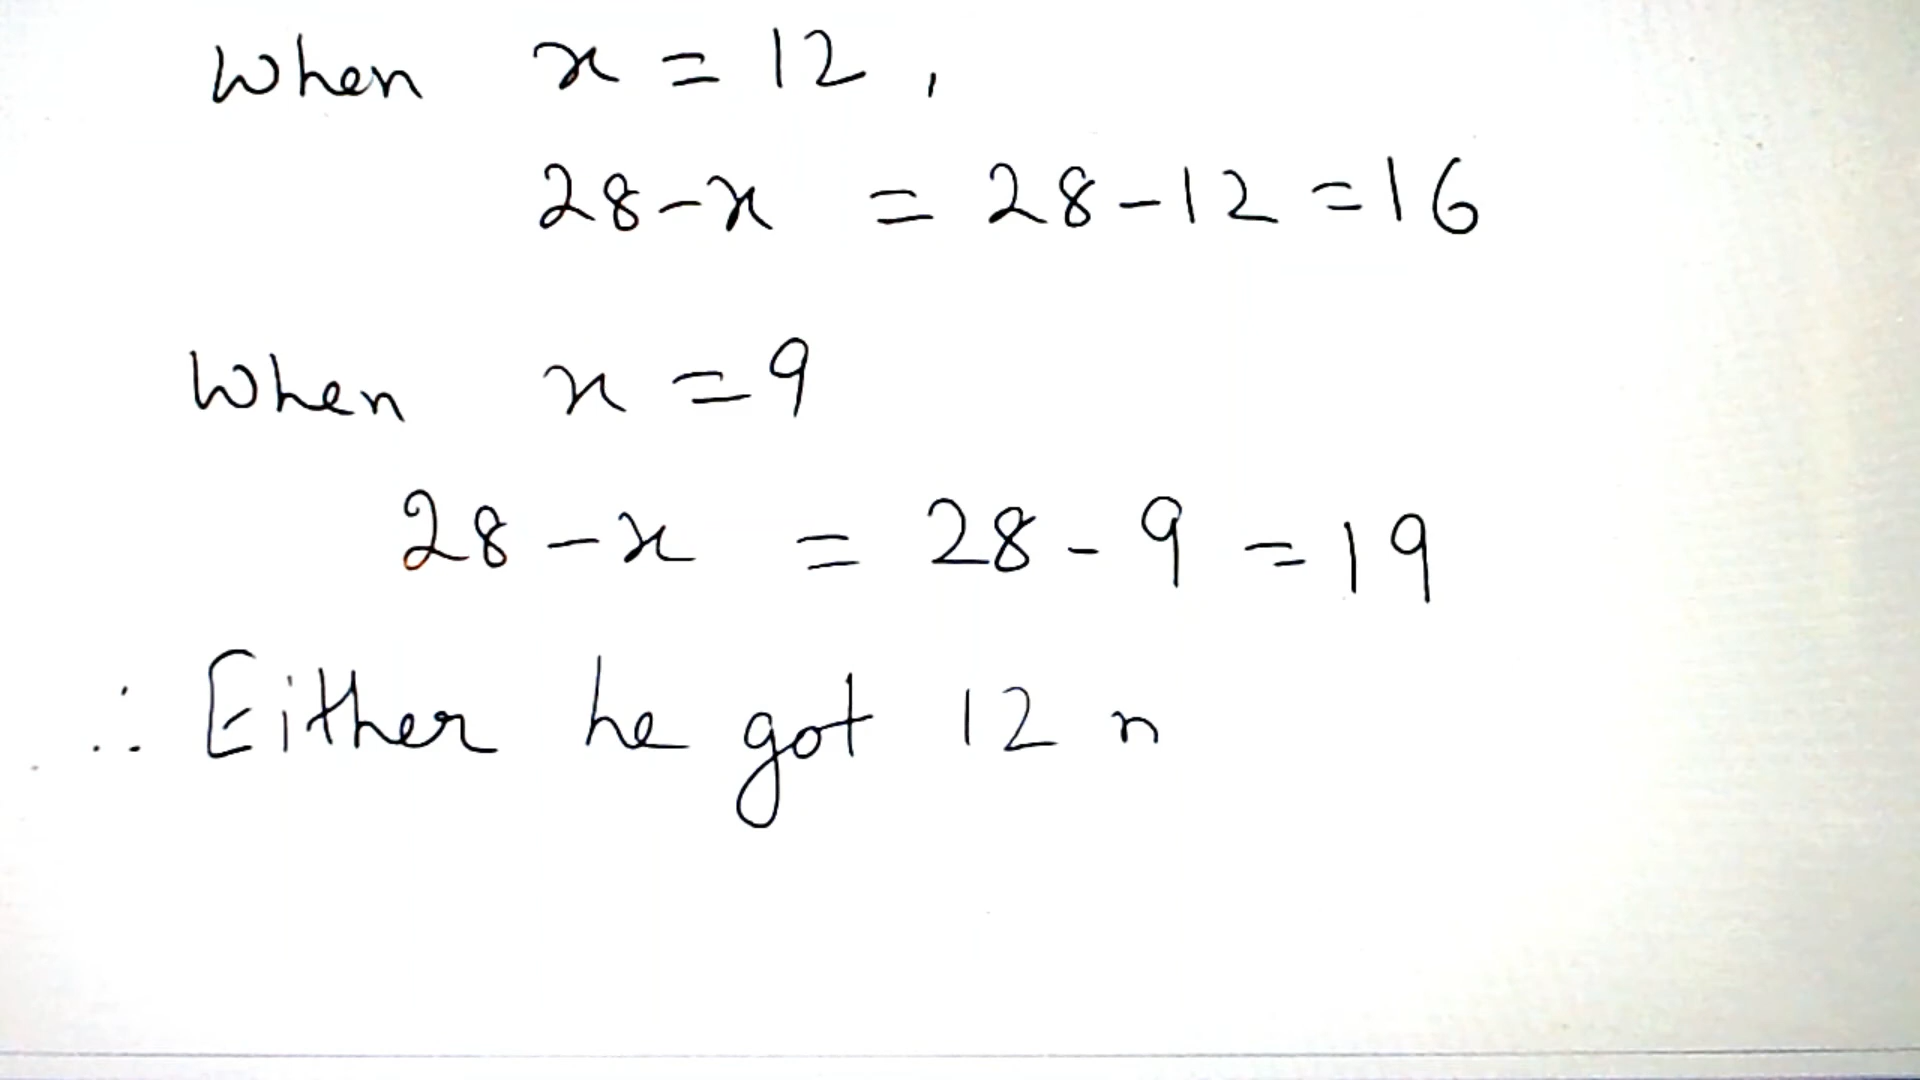 When x = 12,
28-x = 28-12 = 16
When x = 9
28-x = 28-9 = 19
∴ Either he got 12 n